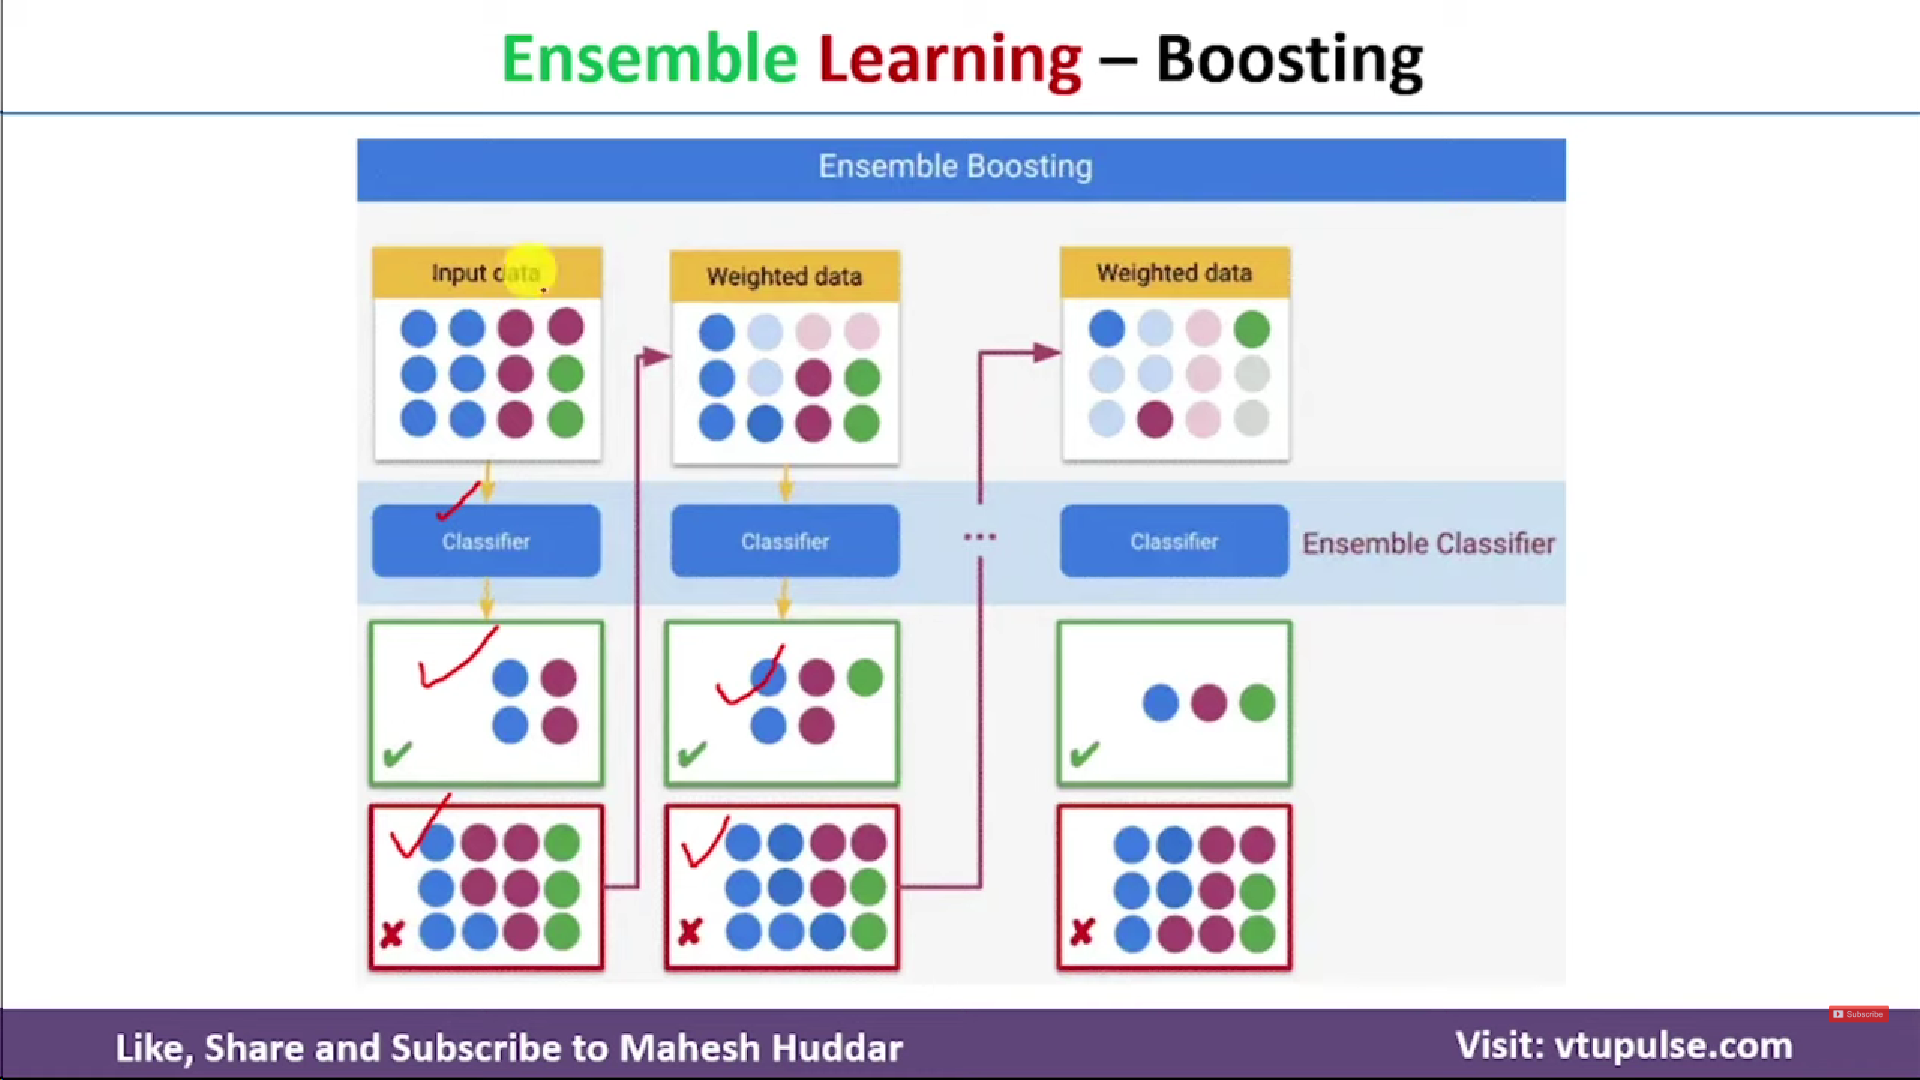 Ensemble Learning – Boosting
Ensemble Boosting
Input data
Weighted data
Weighted data
Classifier
Classifier
...
Classifier
Ensemble Classifier
Subscribe
Like, Share and Subscribe to Mahesh Huddar
Visit: vtupulse.com